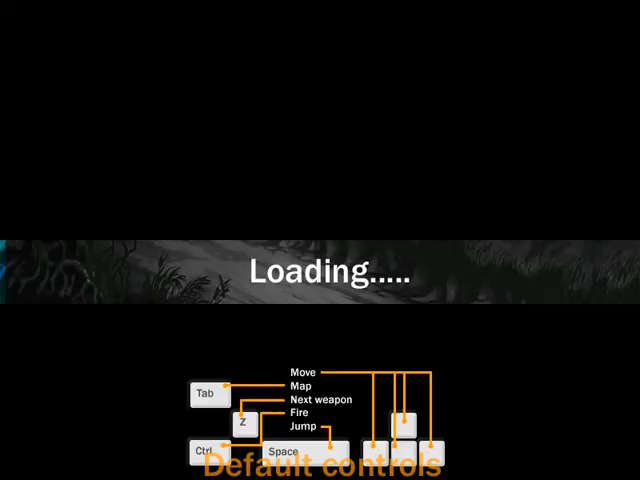 Loading.....
Move
Map
Next weapon
Fire
Jump
Tab
Z
Ctrl
Space
Default controls